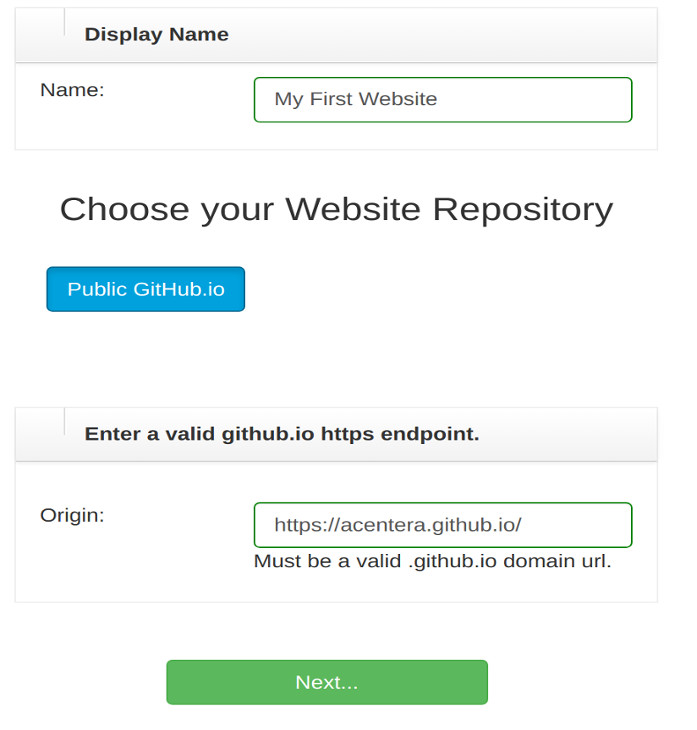 Display Name
Name:
My First Website
Choose your Website Repository
Public GitHub.io
Enter a valid github.io https endpoint.
Origin:
https://acentera.github.io/
Must be a valid .github.io domain url.
Next...